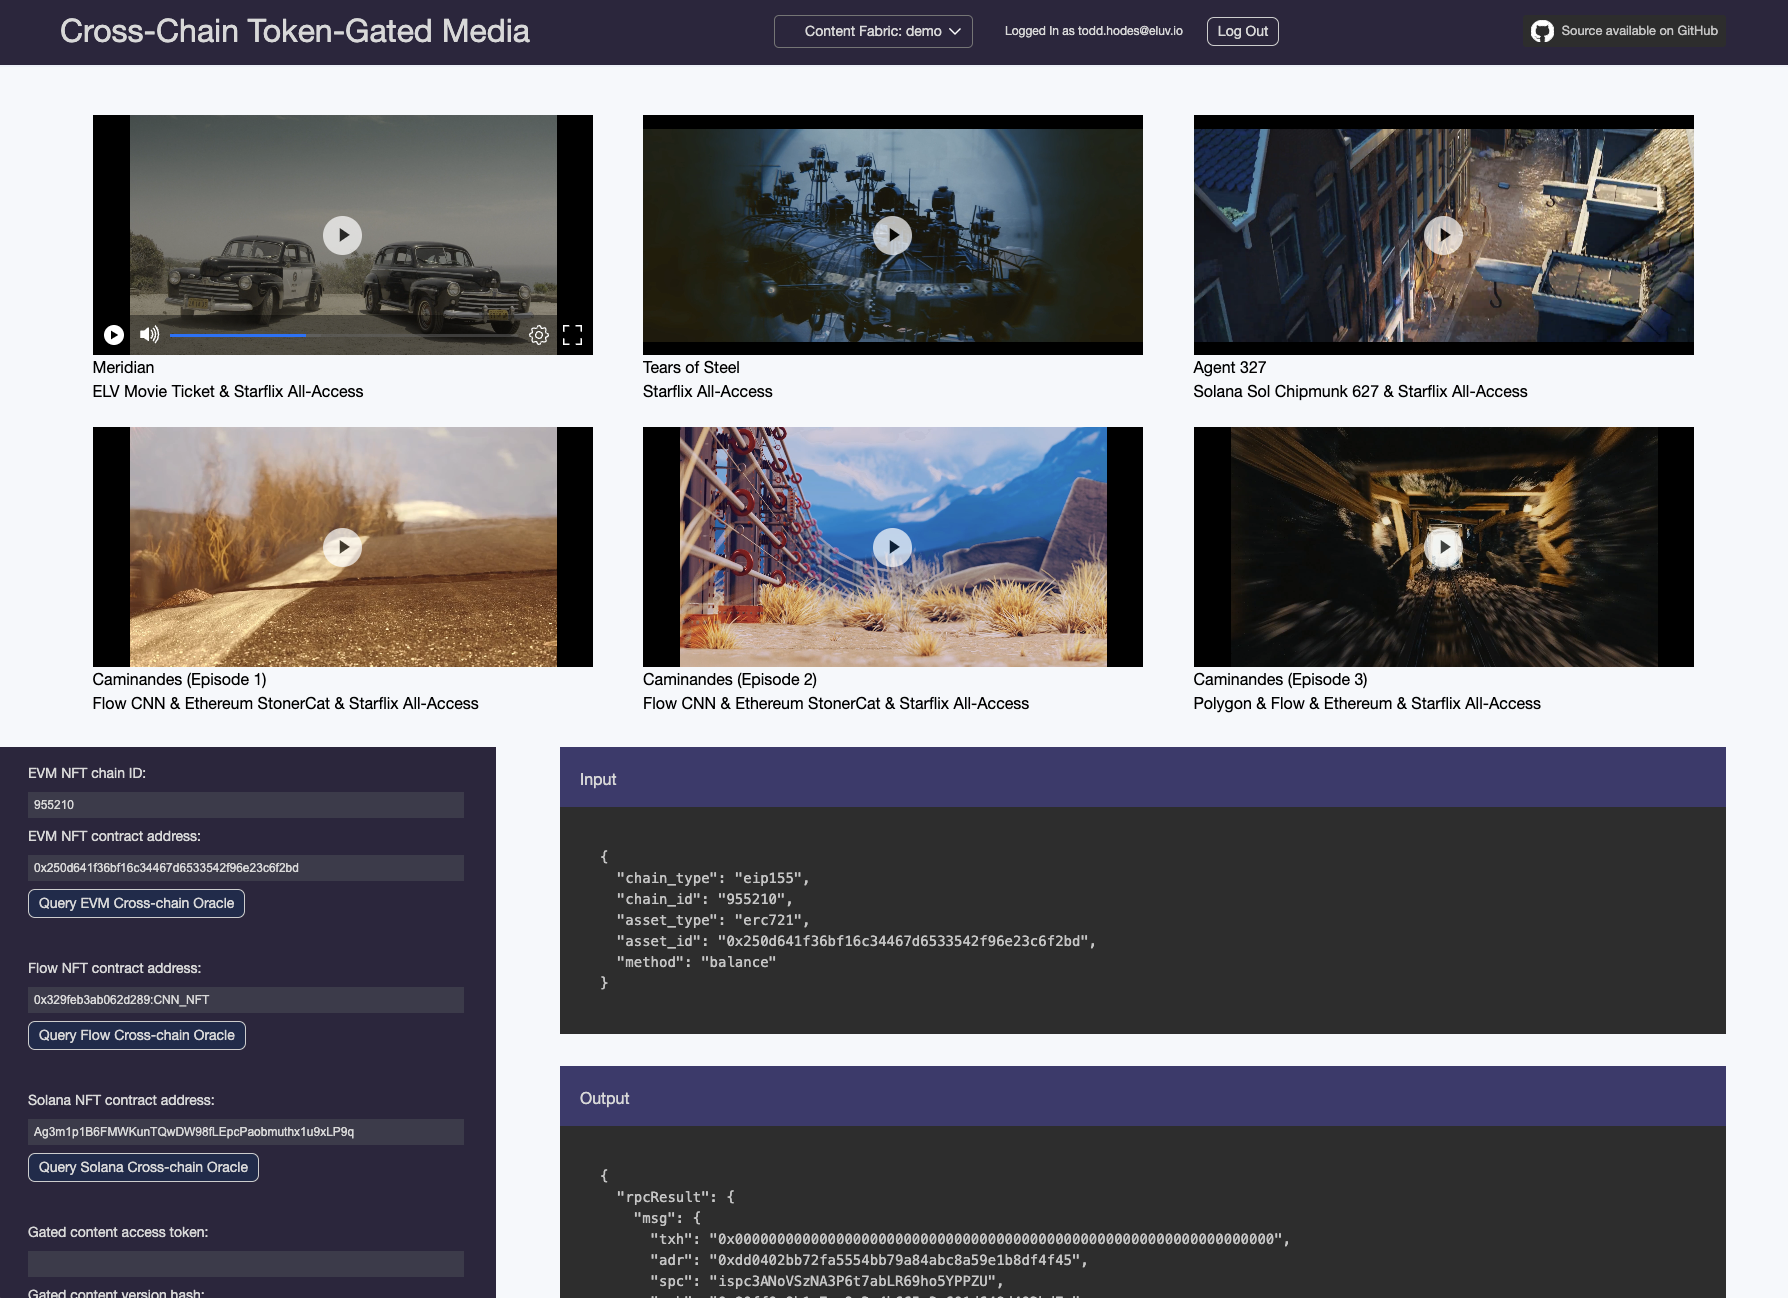 Cross-Chain Token-Gated Media
Content Fabric: demo
Logged In as todd.hodes@eluv.io
Log Out
Source available on GitHub
Meridian
ELV Movie Ticket & Starflix All-Access
Tears of Steel
Starflix All-Access
Agent 327
Solana Sol Chipmunk 627 & Starflix All-Access
Caminandes (Episode 1)
Flow CNN & Ethereum StonerCat & Starflix All-Access
Caminandes (Episode 2)
Flow CNN & Ethereum StonerCat & Starflix All-Access
Caminandes (Episode 3)
Polygon & Flow & Ethereum & Starflix All-Access
EVM NFT chain ID:
955210
EVM NFT contract address:
0x250d641f36bf16c34467d6533542f96e23c6f2bd
Query EVM Cross-chain Oracle
Flow NFT contract address:
0x329feb3ab062d289:CNN_NFT
Query Flow Cross-chain Oracle
Solana NFT contract address:
Ag3m1p1B6FMWKunTQwDW98fLEpcPaobmuthx1u9xLP9q
Query Solana Cross-chain Oracle
Gated content access token:
Gated content version hash:
Input
{
"chain_type": "eip155",
"chain_id": "955210",
"asset_type": "erc721",
"asset_id": "0x250d641f36bf16c34467d6533542f96e23c6f2bd",
"method": "balance"
}
Output
{
"rpcResult": {
"msg": {
"txh": "0x0000000000000000000000000000000000000000000000000000000000000000",
"adr": "0xdd0402bb72fa5554bb79a84abc8a59e1b8df4f45",
"spc": "ispc3ANoVSzNA3P6t7abLR69ho5YPPZU",